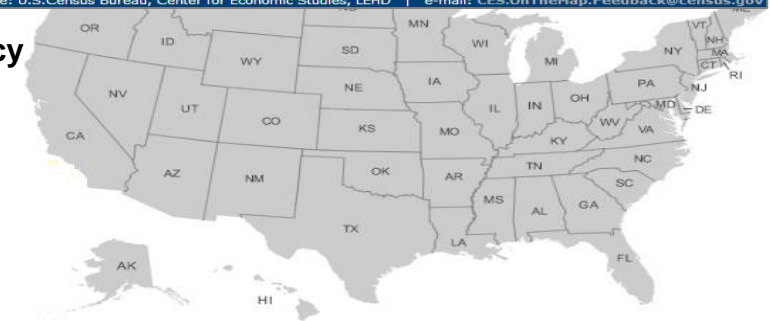 e: U.S.Census Bureau, Center for Economic Studies, LEHD | e-mail: CES.OnTheMap.Feedback@census.gov
cy
OR
ID
WY
SD
MN
WI
MI
NY
VT
NH
MA
CT
RI
NV
UT
NE
IA
IL
IN
OH
PA
NJ
MD
DE
CA
CO
KS
MO
KY
WV
VA
AZ
NM
OK
AR
TN
NC
SC
TX
LA
MS
AL
GA
FL
AK
HI